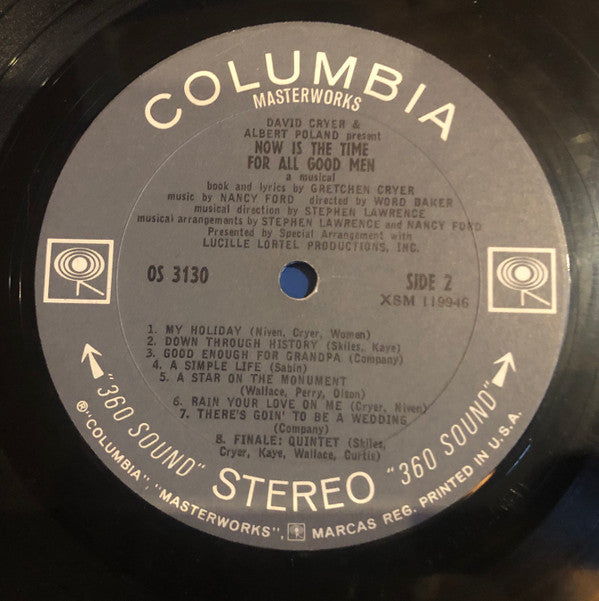 COLUMBIA
MASTERWORKS
DAVID CRYER &
ALBERT POLAND present
NOW IS THE TIME
FOR ALL GOOD MEN
a musical
book and lyrics by GRETCHEN CRYER
music by NANCY FORD directed by WORD BAKER
musical direction by STEPHEN LAWRENCE
musical arrangements by STEPHEN LAWRENCE and NANCY FORD
Presented by Special Arrangement with
LUCILLE LORTEL PRODUCTIONS, INC.
OS 3130
SIDE 2
XSM 119946
1. MY HOLIDAY (Niven, Cryer, Women)
2. DOWN THROUGH HISTORY (Skiles, Kaye)
3. GOOD ENOUGH FOR GRANDPA (Company)
4. A SIMPLE LIFE (Sabin)
5. A STAR ON THE MONUMENT
(Wallace, Perry, Olson)
6. RAIN YOUR LOVE ON ME (Cryer, Niven)
7. THERE'S GOIN' TO BE A WEDDING
(Company)
8. FINALE: QUINTET (Skiles,
Cryer, Kaye, Wallace, Curtis)
"360 SOUND" STEREO "360 SOUND"
®"COLUMBIA", "MASTERWORKS", MARCAS REG. PRINTED IN U.S.A.